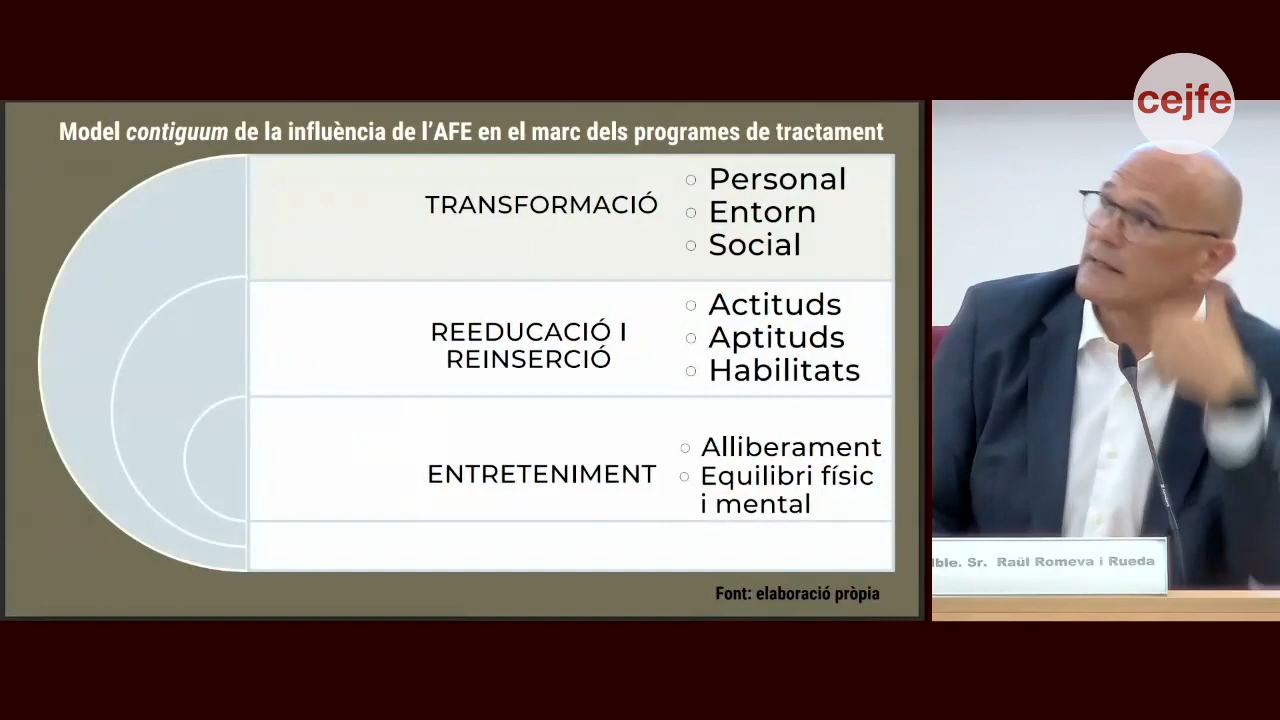 cejfe
Model contiguum de la influència de l'AFE en el marc dels programes de tractament
TRANSFORMACIÓ
Personal
Entorn
Social
REEDUCACIÓ I
REINSERCIÓ
Actituds
Aptituds
Habilitats
ENTRETENIMENT
Alliberament
Equilibri físic
i mental
Font: elaboració pròpia
Sr. Raül Romeva i Rueda